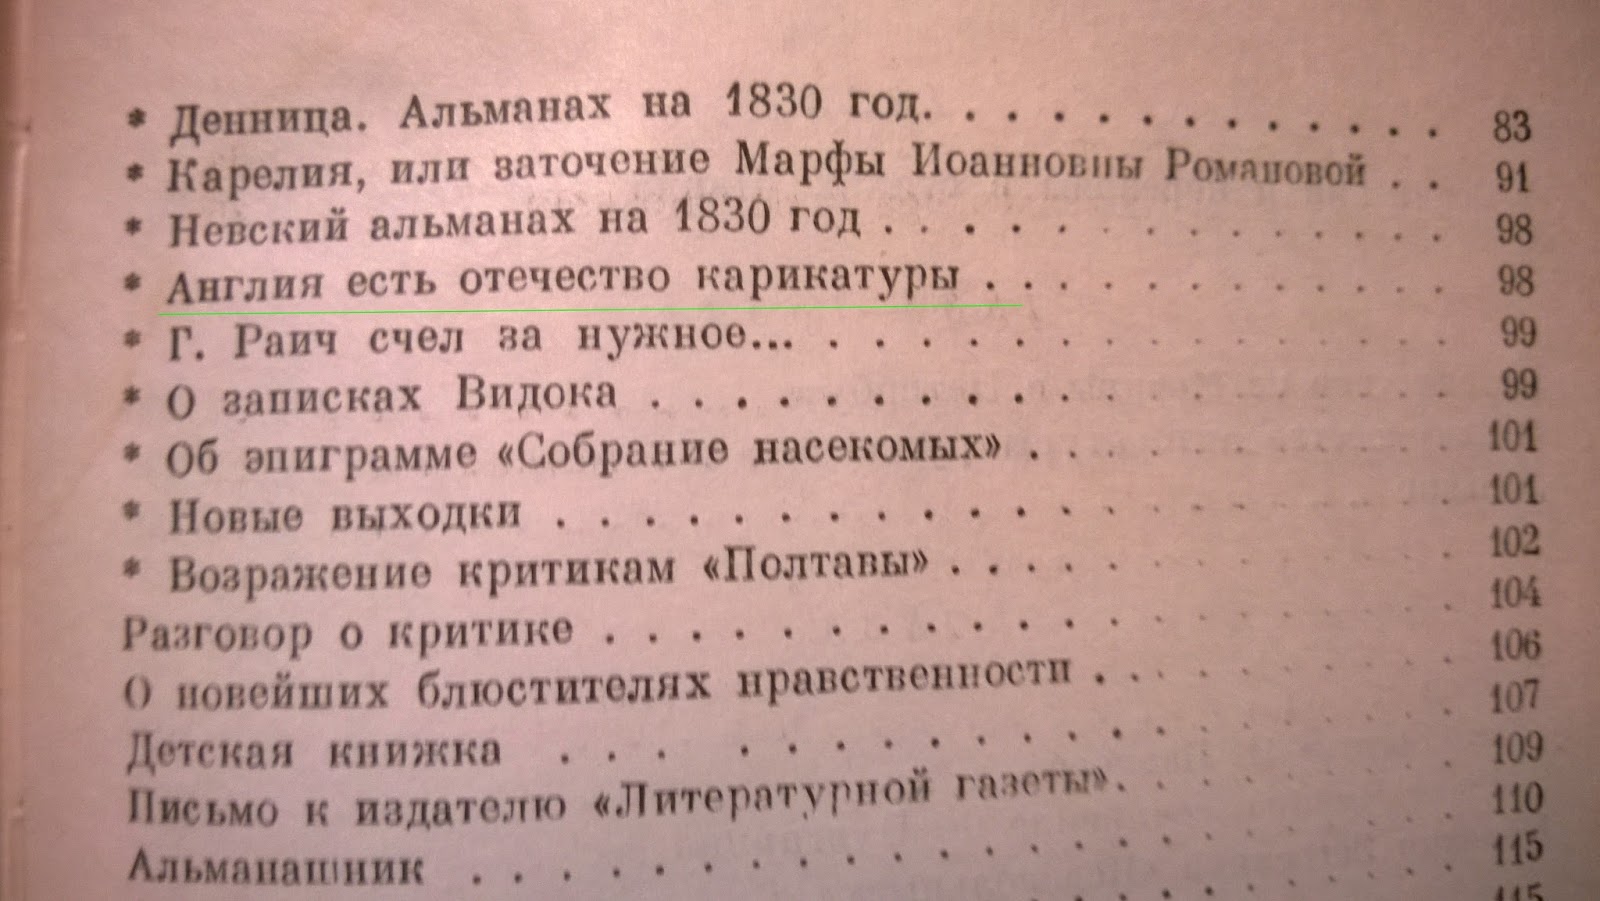 * Денница. Альманах на 1830 год. . . . . . . . . . . . . 83
* Карелия, или заточение Марфы Иоанновны Романовой . . 91
* Невский альманах на 1830 год . . . . . . . . . . . . . 98
* Англия есть отечество карикатуры . . . . . . . . . . . 98
* Г. Раич счел за нужное... . . . . . . . . . . . . . . 99
* О записках Видока . . . . . . . . . . . . . . . . . . 99
* Об эпиграмме «Собрание насекомых» . . . . . . . . . . 101
* Новые выходки . . . . . . . . . . . . . . . . . . . . 101
* Возражение критикам «Полтавы» . . . . . . . . . . . . 102
Разговор о критике . . . . . . . . . . . . . . . . . . . 104
О новейших блюстителях нравственности . . . . . . . . . 106
Детская книжка . . . . . . . . . . . . . . . . . . . . . 107
Письмо к издателю «Литературной газеты». . . . . . . . . 109
Альманашник . . . . . . . . . . . . . . . . . . . . . . 110
115